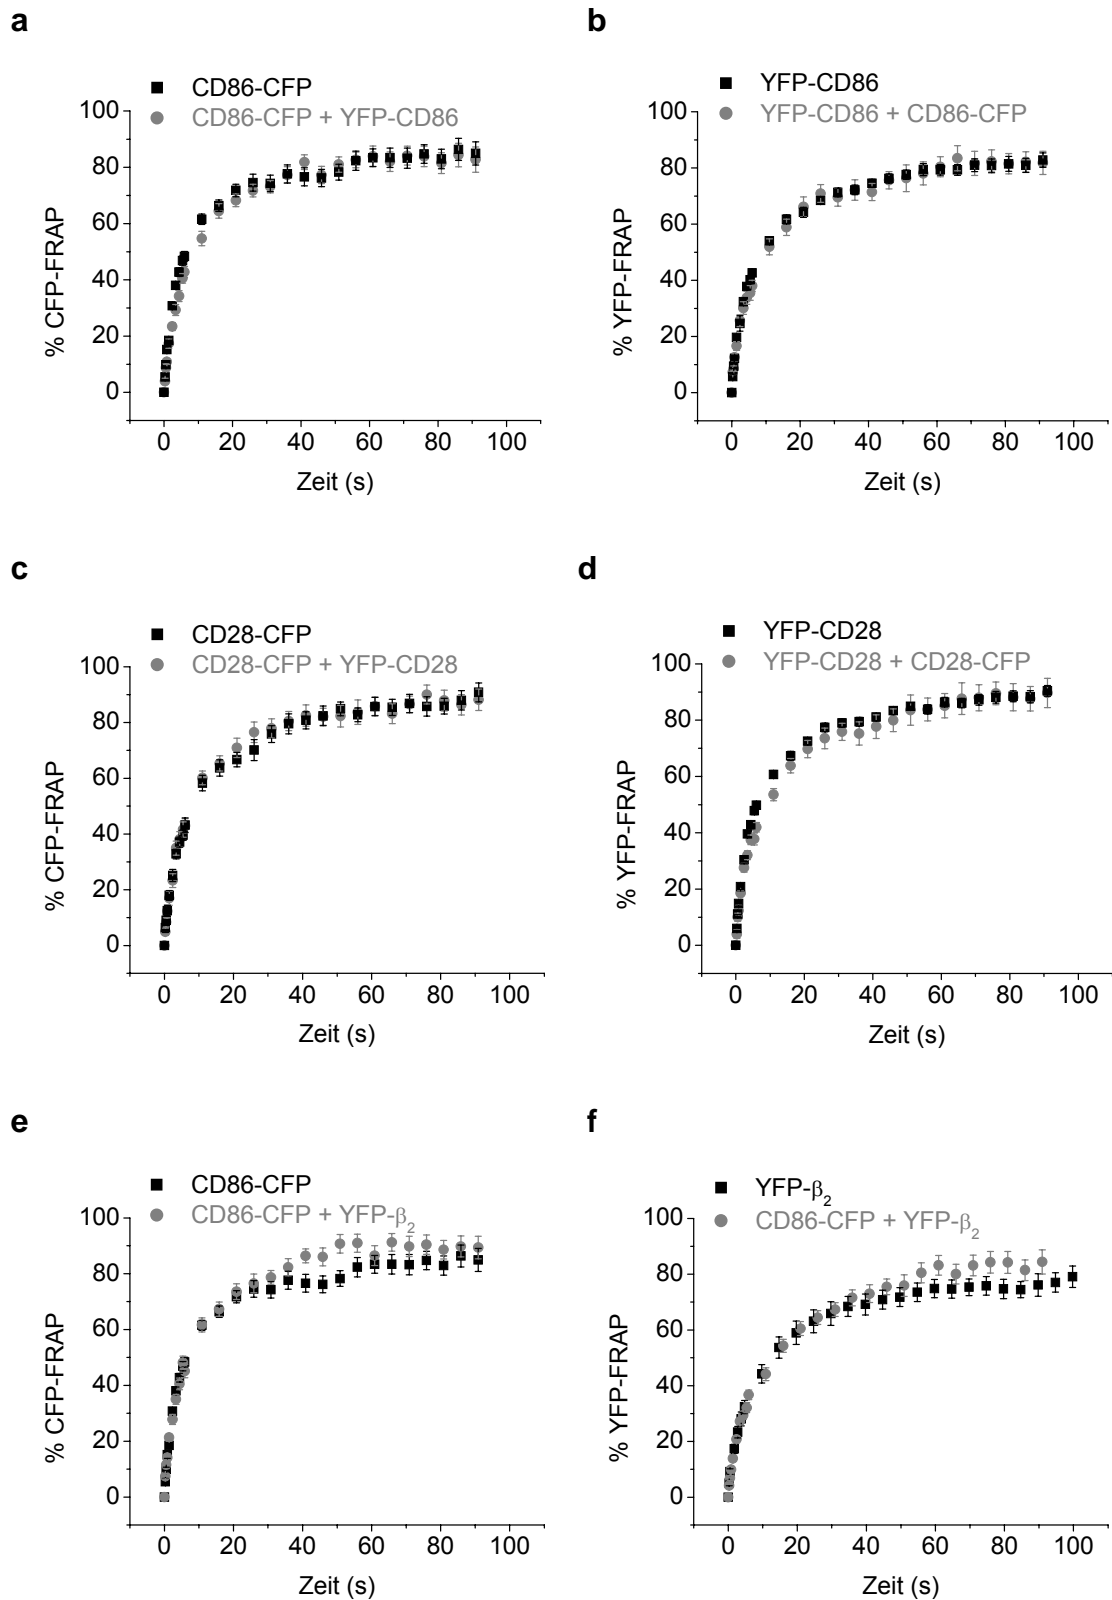 a
CD86-CFP
CD86-CFP + YFP-CD86
100
80
60
40
20
0
% CFP-FRAP
0 20 40 60 80 100
Zeit (s)
b
YFP-CD86
YFP-CD86 + CD86-CFP
100
80
60
40
20
0
% YFP-FRAP
0 20 40 60 80 100
Zeit (s)
c
CD28-CFP
CD28-CFP + YFP-CD28
100
80
60
40
20
0
% CFP-FRAP
0 20 40 60 80 100
Zeit (s)
d
YFP-CD28
YFP-CD28 + CD28-CFP
100
80
60
40
20
0
% YFP-FRAP
0 20 40 60 80 100
Zeit (s)
e
CD86-CFP
CD86-CFP + YFP-β₂
100
80
60
40
20
0
% CFP-FRAP
0 20 40 60 80 100
Zeit (s)
f
YFP-β₂
CD86-CFP + YFP-β₂
100
80
60
40
20
0
% YFP-FRAP
0 20 40 60 80 100
Zeit (s)